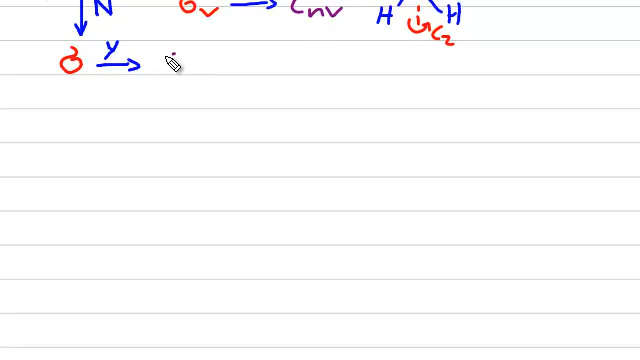 N σv → Cnv H H C2
σ y →